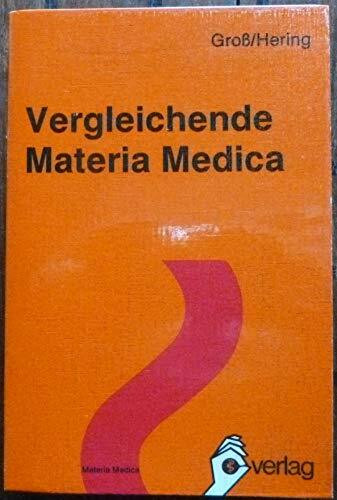 Groß/Hering
Vergleichende
Materia Medica
Materia Medica
verlag